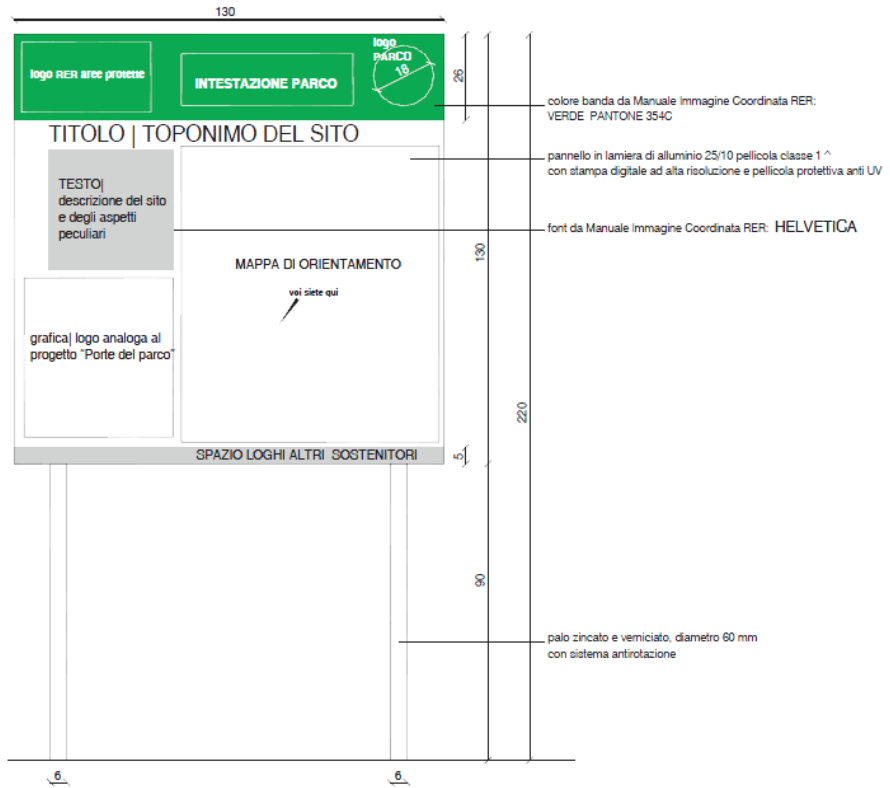 130
logo RER aree protette
INTESTAZIONE PARCO
logo
PARCO
18
26
colore banda da Manuale Immagine Coordinata RER:
VERDE PANTONE 354C
TITOLO | TOPONIMO DEL SITO
pannello in lamiera di alluminio 25/10 pellicola classe 1 ^
con stampa digitale ad alta risoluzione e pellicola protettiva anti UV
TESTO|
descrizione del sito
e degli aspetti
peculiari
font da Manuale Immagine Coordinata RER: HELVETICA
130
MAPPA DI ORIENTAMENTO
voi siete qui
grafica| logo analoga al
progetto "Porte del parco"
220
SPAZIO LOGHI ALTRI SOSTENITORI
5
90
palo zincato e verniciato, diametro 60 mm
con sistema antirotazione
6
6